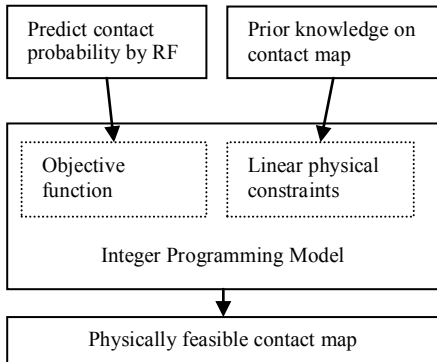 Predict contact
probability by RF
Prior knowledge on
contact map
Objective
function
Linear physical
constraints
Integer Programming Model
Physically feasible contact map